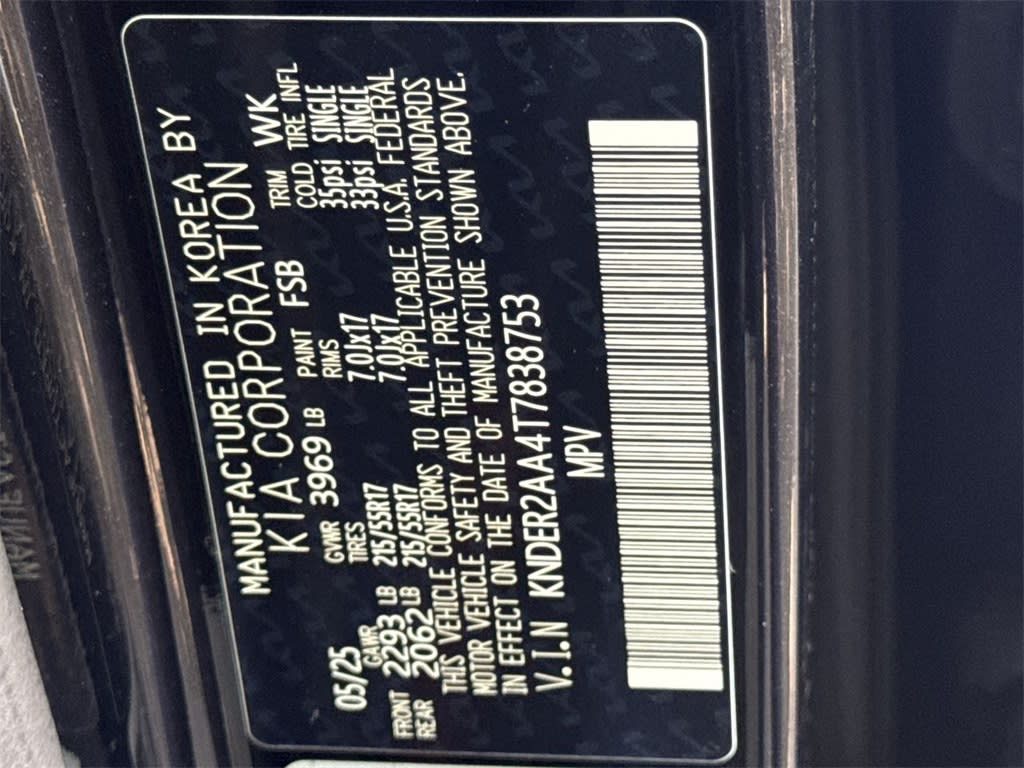 MANUFACTURED IN KOREA BY
KIA CORPORATION
05/25 GVWR 3969 LB PAINT FSB TRIM WK
GAWR TIRES RIMS COLD TIRE INFL
FRONT 2293 LB 215/55R17 7.0Jx17 35psi SINGLE
REAR 2062 LB 215/55R17 7.0Jx17 33psi SINGLE
THIS VEHICLE CONFORMS TO ALL APPLICABLE U.S.A. FEDERAL
MOTOR VEHICLE SAFETY AND THEFT PREVENTION STANDARDS
IN EFFECT ON THE DATE OF MANUFACTURE SHOWN ABOVE.
V.I.N KNDER2AA4T7838753
MPV